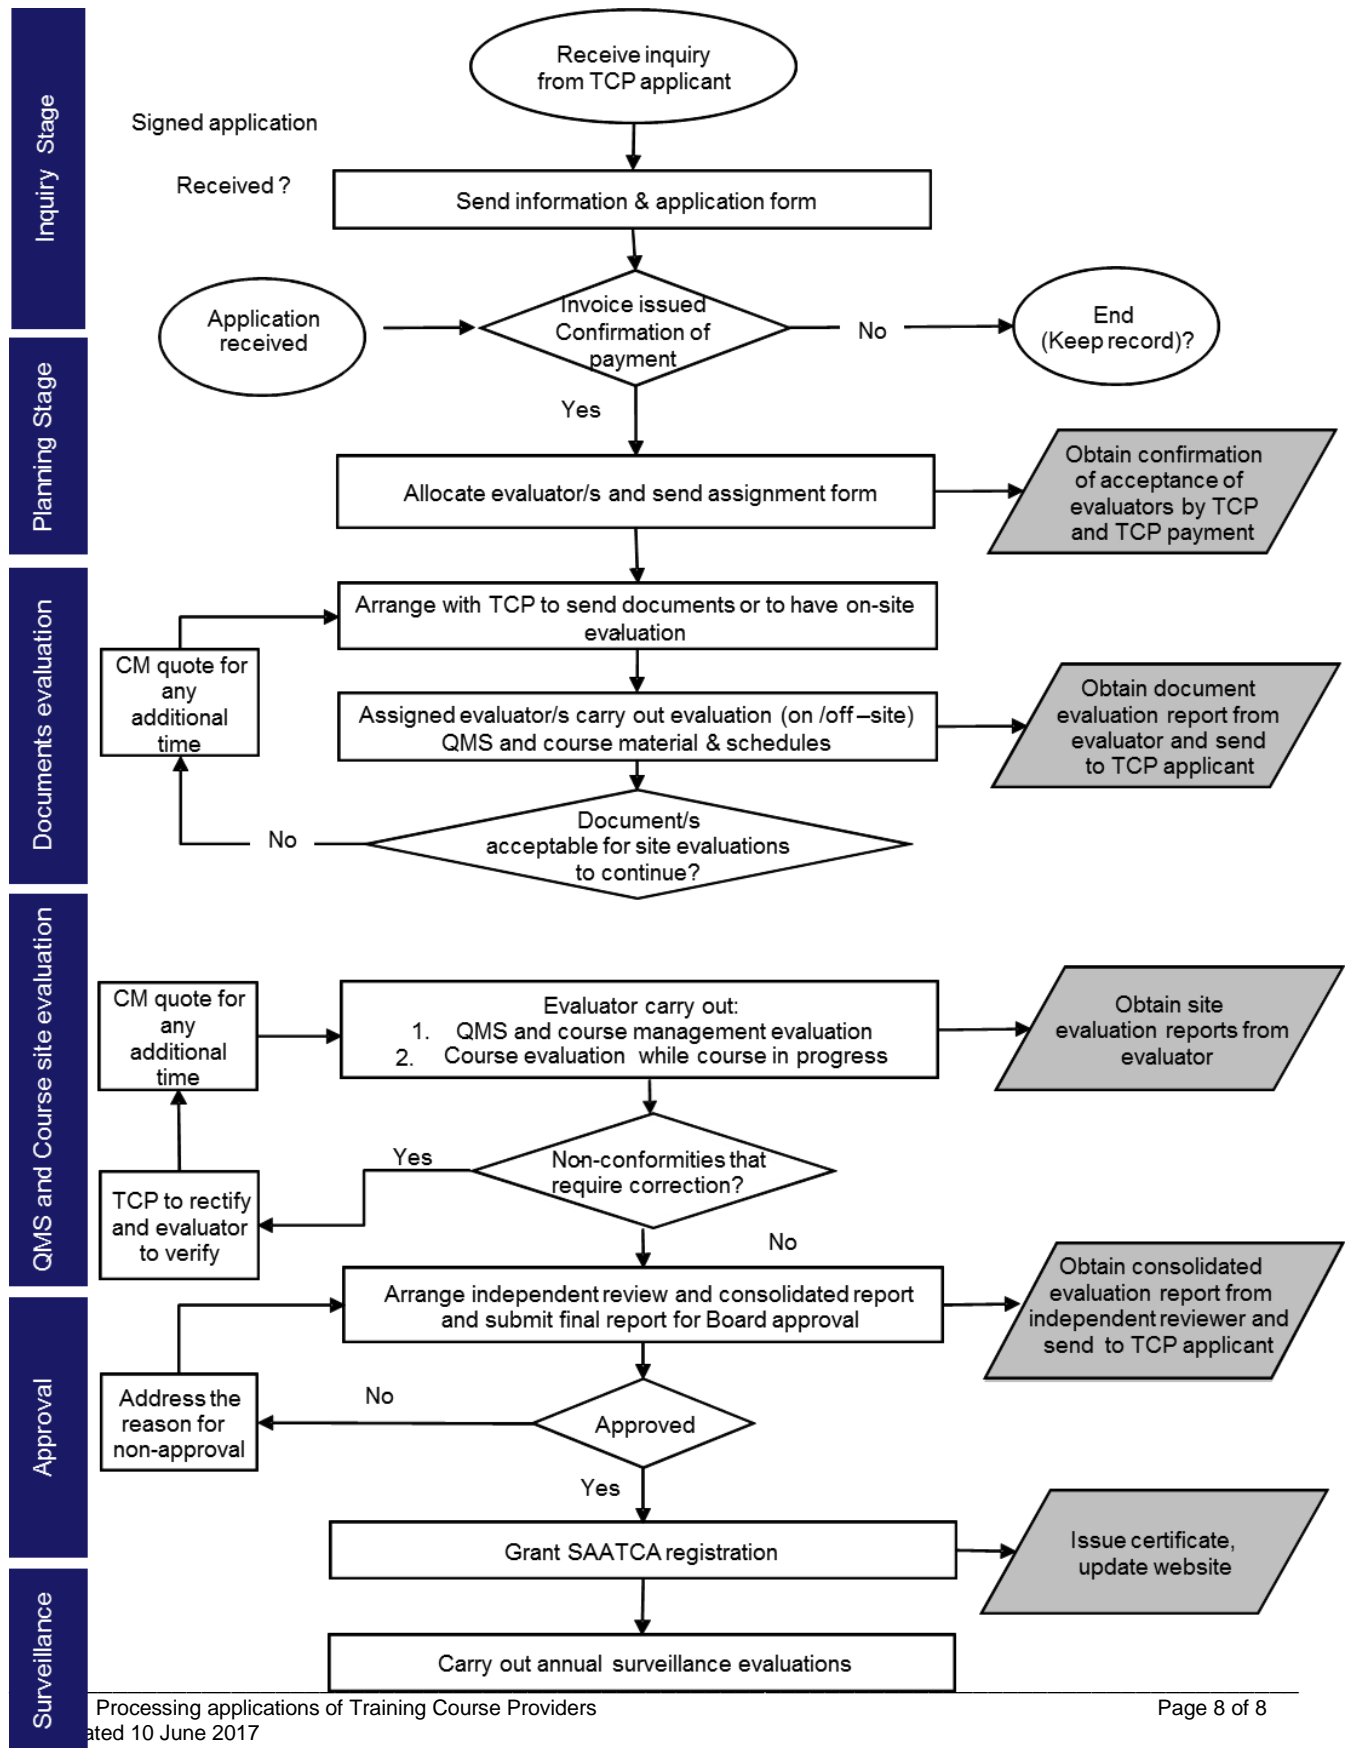 Inquiry Stage
Receive inquiry
from TCP applicant
Signed application
Received ?
Send information & application form
Application
received
Invoice issued
Confirmation of
payment
No
End
(Keep record)?
Yes
Planning Stage
Allocate evaluator/s and send assignment form
Obtain confirmation
of acceptance of
evaluators by TCP
and TCP payment
Documents evaluation
Arrange with TCP to send documents or to have on-site
evaluation
CM quote for
any
additional
time
Assigned evaluator/s carry out evaluation (on /off –site)
QMS and course material & schedules
Obtain document
evaluation report from
evaluator and send
to TCP applicant
Document/s
acceptable for site evaluations
to continue?
No
QMS and Course site evaluation
CM quote for
any
additional
time
Evaluator carry out:
1. QMS and course management evaluation
2. Course evaluation while course in progress
Obtain site
evaluation reports from
evaluator
Non-conformities that
require correction?
Yes
TCP to rectify
and evaluator
to verify
No
Arrange independent review and consolidated report
and submit final report for Board approval
Obtain consolidated
evaluation report from
independent reviewer and
send to TCP applicant
Approval
Address the
reason for
non-approval
No
Approved
Yes
Grant SAATCA registration
Issue certificate,
update website
Surveillance
Carry out annual surveillance evaluations
Processing applications of Training Course Providers
Page 8 of 8
ated 10 June 2017